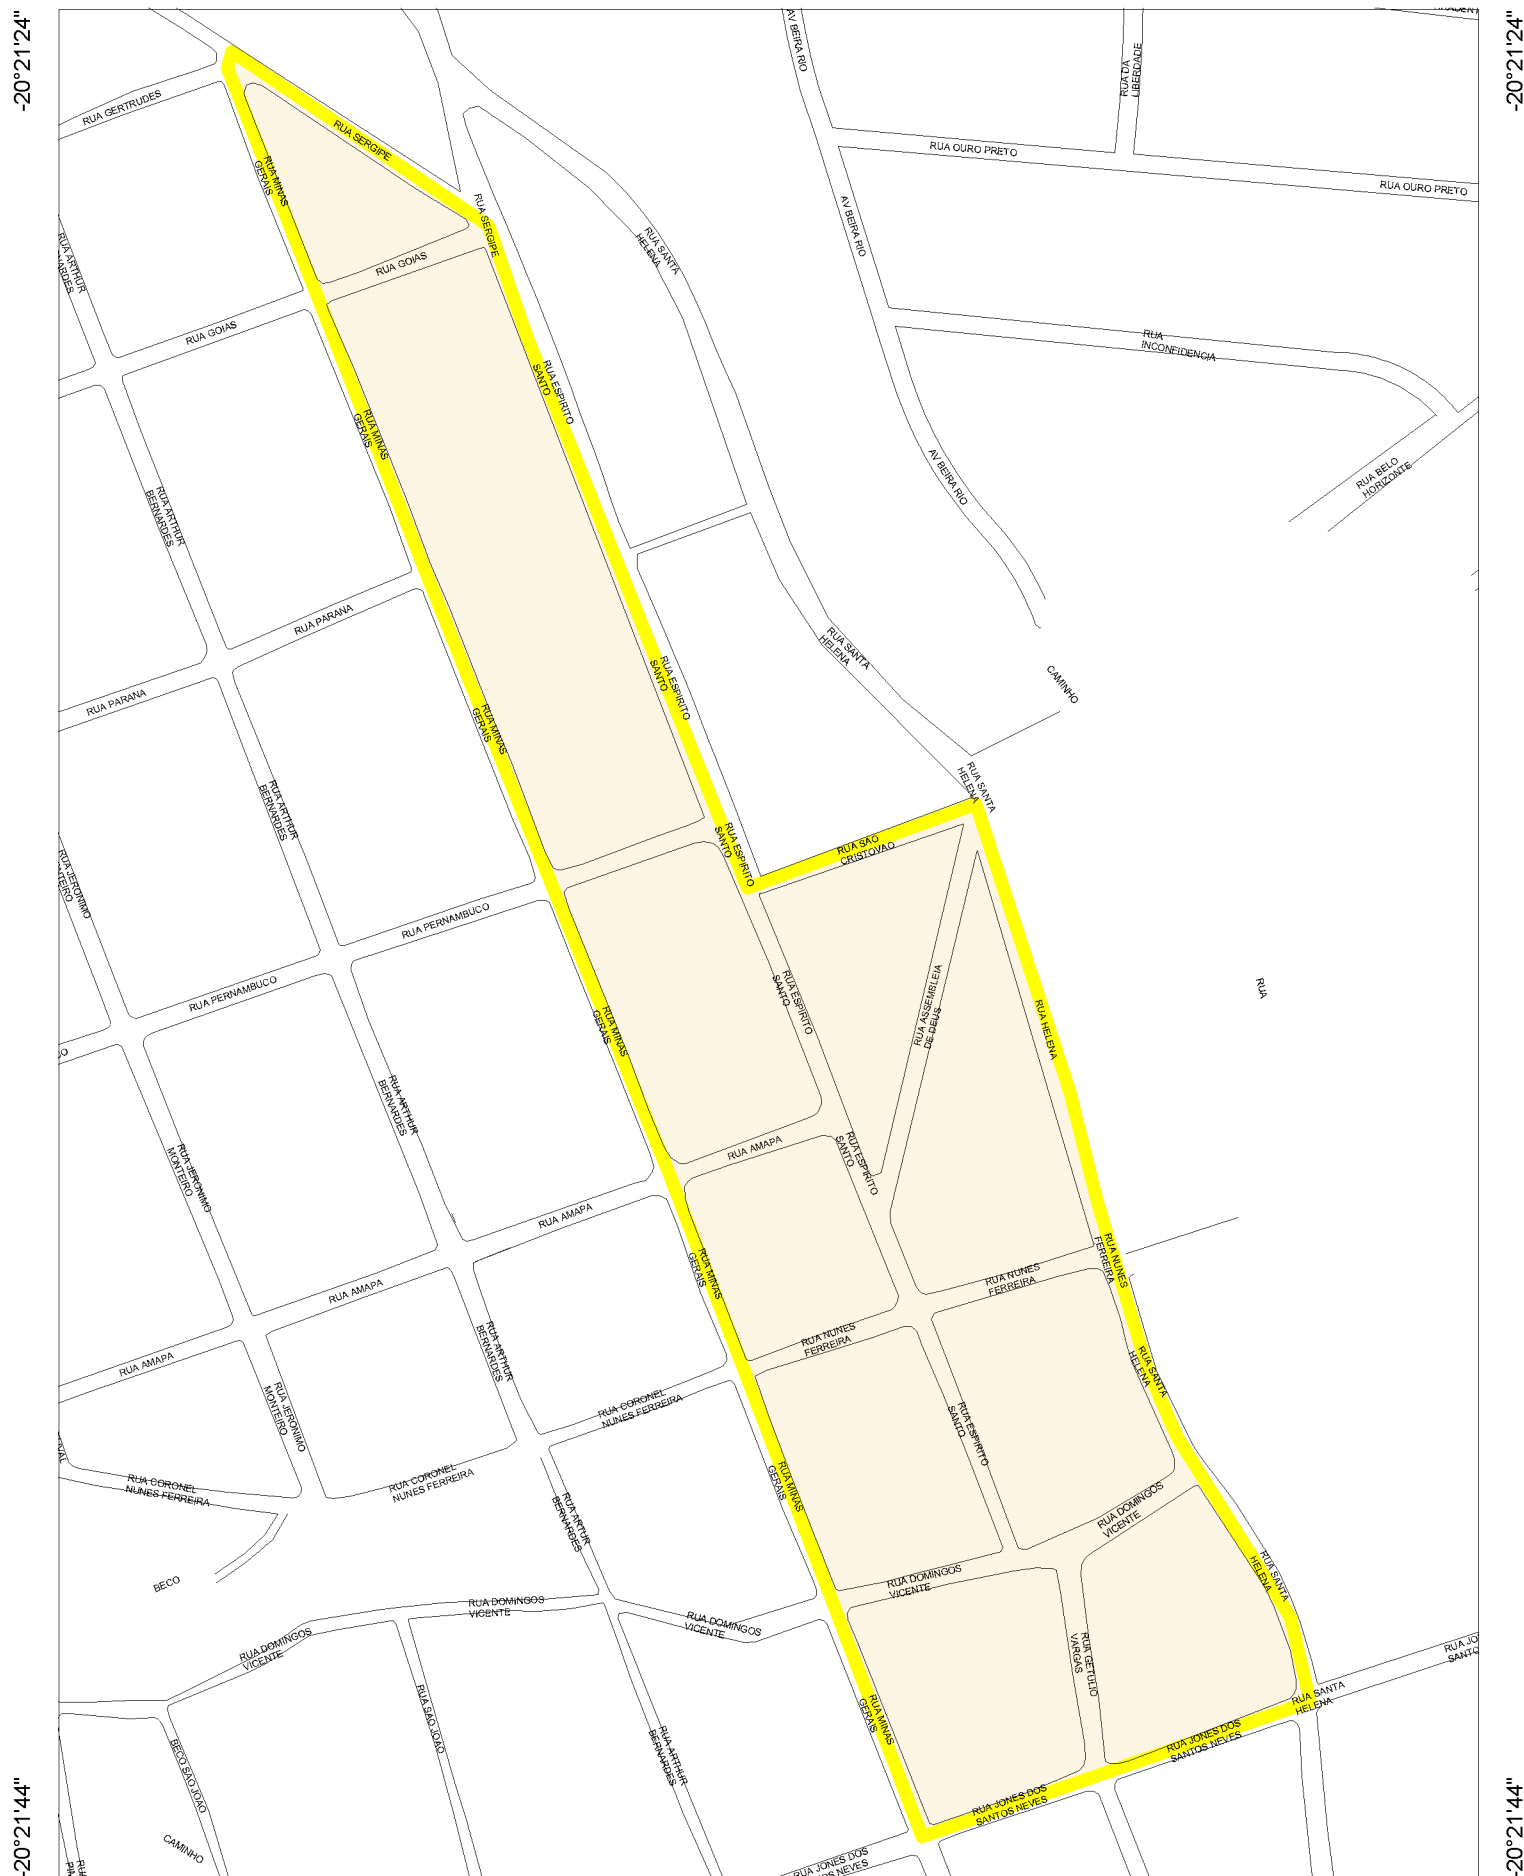 -20°21'24"
-20°21'24"
AV BEIRA RIO
RUA DA
LIBERDADE
RUA GERTRUDES
RUA SERGIPE
RUA OURO PRETO
RUA OURO PRETO
RUA MINAS
GERAIS
RUA SERGIPE
AV BEIRA RIO
RUA SANTA
HELENA
RUA ARTHUR
RUA GOIAS
RUA GOIAS
RUA
INCONFIDENCIA
RUA ESPIRITO
SANTO
RUA MINAS
GERAIS
AV BEIRA RIO
RUA BELO
HORIZONTE
RUA ARTHUR
BERNARDES
RUA PARANA
RUA SANTA
HELENA
RUA ESPIRITO
SANTO
CAMINHO
RUA PARANA
RUA MINAS
GERAIS
RUA SANTA
HELENA
RUA ARTHUR
BERNARDES
RUA ESPIRITO
SANTO
RUA SAO
CRISTOVAO
RUA JERONIMO
RUA PERNAMBUCO
RUA PERNAMBUCO
RUA ESPIRITO
SANTO
RUA ASSEMBLEIA
DE DEUS
RUA
RUA MINAS
GERAIS
RUA HELENA
RUA ARTHUR
BERNARDES
RUA AMAPA
RUA ESPIRITO
SANTO
RUA JERONIMO
MONTEIRO
RUA AMAPA
RUA NUNES
FERREIRA
RUA MINAS
GERAIS
RUA NUNES
FERREIRA
RUA AMAPA
RUA NUNES
FERREIRA
RUA ARTHUR
BERNARDES
RUA AMAPA
RUA SANTA
HELENA
RUA JERONIMO
MONTEIRO
RUA CORONEL
NUNES FERREIRA
RUA ESPIRITO
SANTO
RUA CORONEL
NUNES FERREIRA
RUA CORONEL
NUNES FERREIRA
RUA MINAS
GERAIS
RUA DOMINGOS
VICENTE
RUA ARTUR
BERNARDES
BECO
RUA DOMINGOS
VICENTE
RUA SANTA
HELENA
RUA DOMINGOS
VICENTE
RUA DOMINGOS
VICENTE
RUA DOMINGOS
VICENTE
RUA GETULIO
VARGAS
RUA JO
SANTO
RUA SANTA
HELENA
RUA SAO JOAO
RUA MINAS
GERAIS
RUA JONES DOS
SANTOS NEVES
BECO SAO JOAO
RUA ARTHUR
BERNARDES
RUA JONES DOS
SANTOS NEVES
CAMINHO
RUA JONES DOS
OS NEVES
-20°21'44"
-20°21'44"